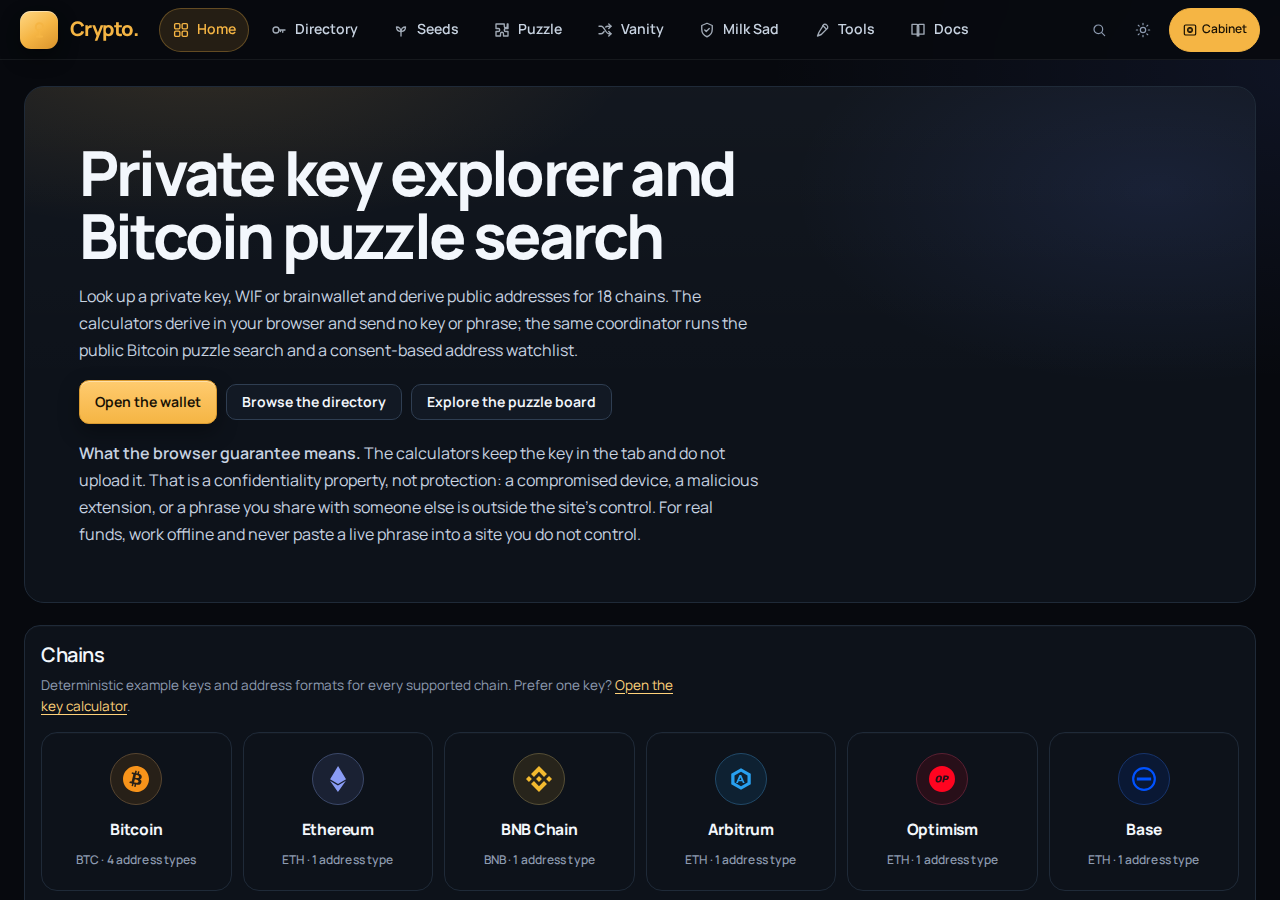 Crypto.
Home
Directory
Seeds
Puzzle
Vanity
Milk Sad
Tools
Docs
Cabinet
Private key explorer and
Bitcoin puzzle search
Look up a private key, WIF or brainwallet and derive public addresses for 18 chains. The
calculators derive in your browser and send no key or phrase; the same coordinator runs the
public Bitcoin puzzle search and a consent-based address watchlist.
Open the wallet
Browse the directory
Explore the puzzle board
What the browser guarantee means. The calculators keep the key in the tab and do not
upload it. That is a confidentiality property, not protection: a compromised device, a malicious
extension, or a phrase you share with someone else is outside the site's control. For real
funds, work offline and never paste a live phrase into a site you do not control.
Chains
Deterministic example keys and address formats for every supported chain. Prefer one key? Open the
key calculator.
Bitcoin
BTC · 4 address types
Ethereum
ETH · 1 address type
BNB Chain
BNB · 1 address type
Arbitrum
ETH · 1 address type
OP
Optimism
ETH · 1 address type
Base
ETH · 1 address type